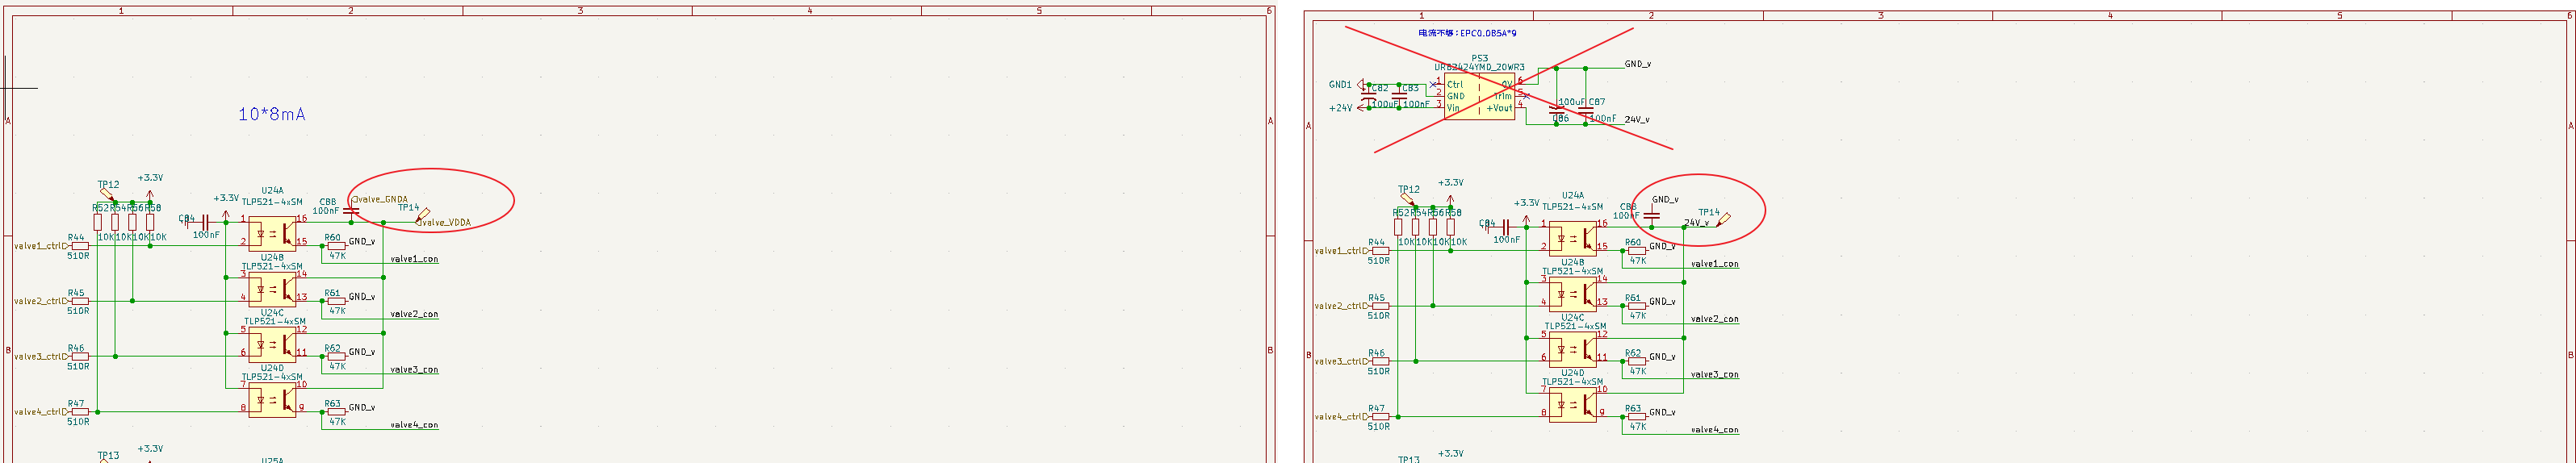 1 2 3 4 5 6
10*8mA
A A
TP12 +3.3V
+3.3V
U24A
TLP521-4xSM
C88
100nF
valve_GNDA
TP14
valve_VDDA
R52 R54 R56 R58
10K 10K 10K 10K
100nF
1 16
2 15
valve1_ctrl R44
510R
R60 GND_v
47K
valve1_con
U24B
TLP521-4xSM
3 14
4 13
valve2_ctrl R45
510R
R61 GND_v
47K
valve2_con
U24C
TLP521-4xSM
5 12
6 11
B B
valve3_ctrl R46
510R
R62 GND_v
47K
valve3_con
U24D
TLP521-4xSM
7 10
8 9
valve4_ctrl R47
510R
R63 GND_v
47K
valve4_con
TP13 +3.3V
U25A
1 2 3 4 5 6
电流不够:EPC0.085A*9
PS3
URB2424YMD_20WR3
GND1
+24V
C82 C83
100uF 100nF
1 Ctrl 0V 6
2 GND Trim 5
3 Vin +Vout 4
GND_v
100uF C87
C86 100nF
24V_v
A A
TP12 +3.3V
+3.3V
U24A
TLP521-4xSM
C88
100nF
GND_v
TP14
24V_v
R52 R54 R56 R58
10K 10K 10K 10K
100nF
1 16
2 15
valve1_ctrl R44
510R
R60 GND_v
47K
valve1_con
U24B
TLP521-4xSM
3 14
4 13
valve2_ctrl R45
510R
R61 GND_v
47K
valve2_con
U24C
TLP521-4xSM
5 12
6 11
B B
valve3_ctrl R46
510R
R62 GND_v
47K
valve3_con
U24D
TLP521-4xSM
7 10
8 9
valve4_ctrl R47
510R
R63 GND_v
47K
valve4_con
TP13 +3.3V